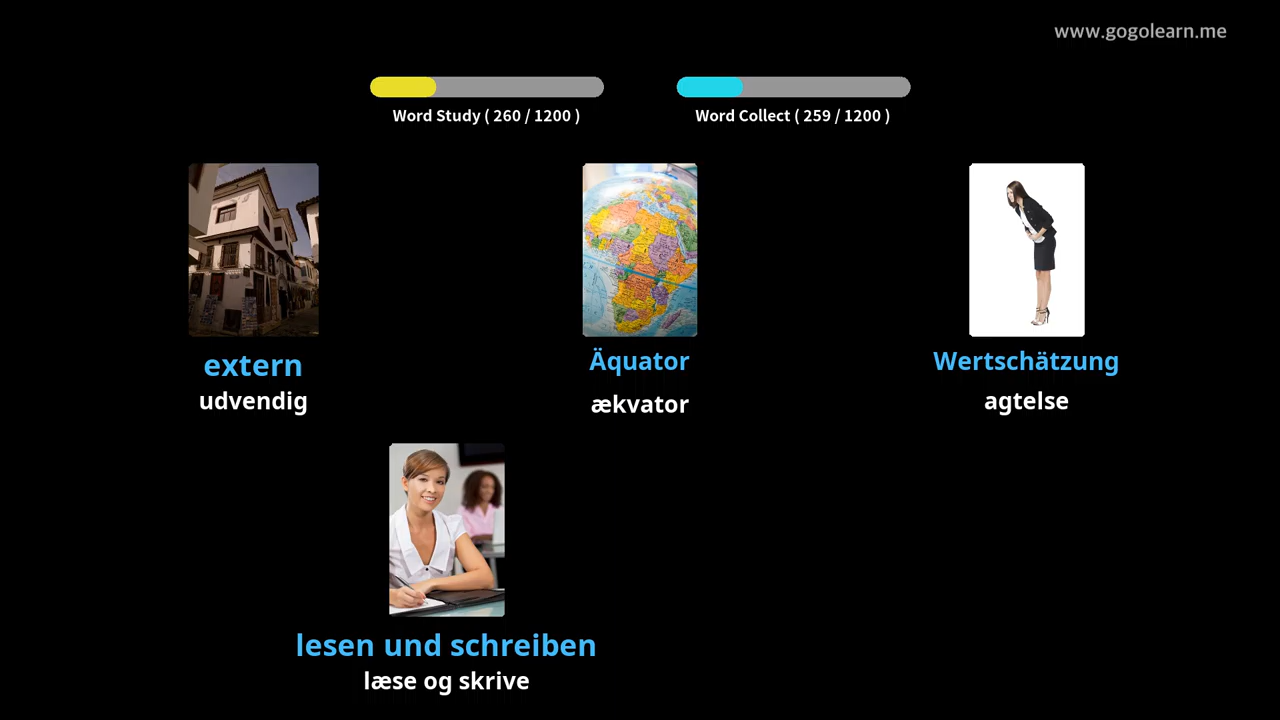 www.gogolearn.me
Word Study ( 260 / 1200 )
Word Collect ( 259 / 1200 )
extern
udvendig
Äquator
ækvator
Wertschätzung
agtelse
lesen und schreiben
læse og skrive